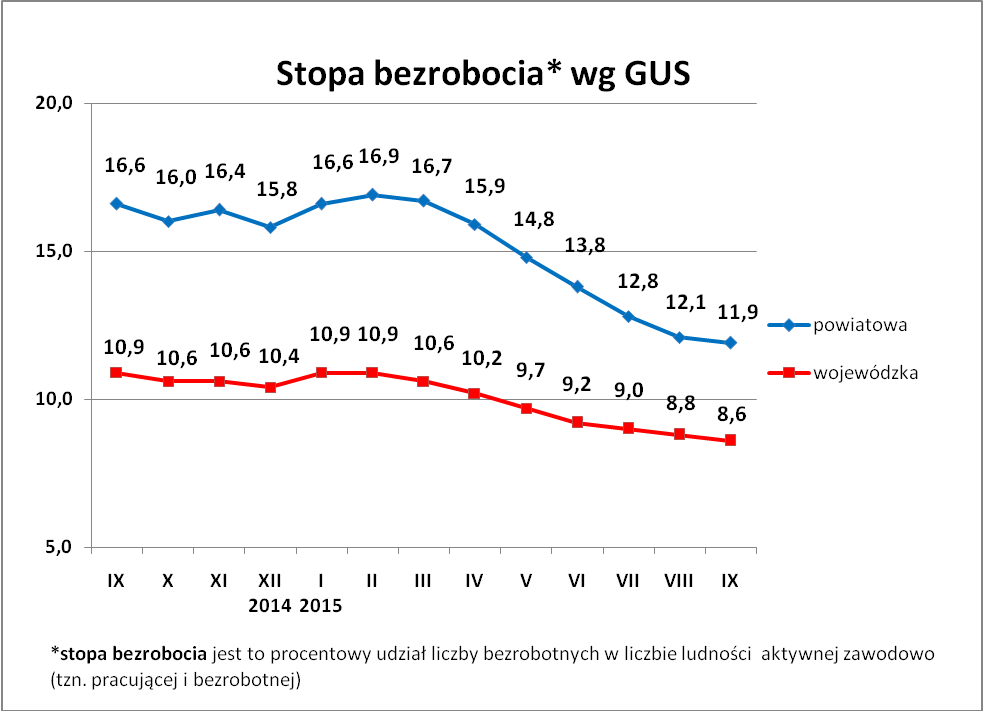 Stopa bezrobocia* wg GUS
20,0
15,0
10,0
5,0
16,6 16,0 16,4 15,8 16,6 16,9 16,7 15,9 14,8 13,8 12,8 12,1 11,9
10,9 10,6 10,6 10,4 10,9 10,9 10,6 10,2 9,7 9,2 9,0 8,8 8,6
powiatowa
wojewódzka
IX X XI XII I II III IV V VI VII VIII IX
2014 2015
*stopa bezrobocia jest to procentowy udział liczby bezrobotnych w liczbie ludności aktywnej zawodowo
(tzn. pracującej i bezrobotnej)